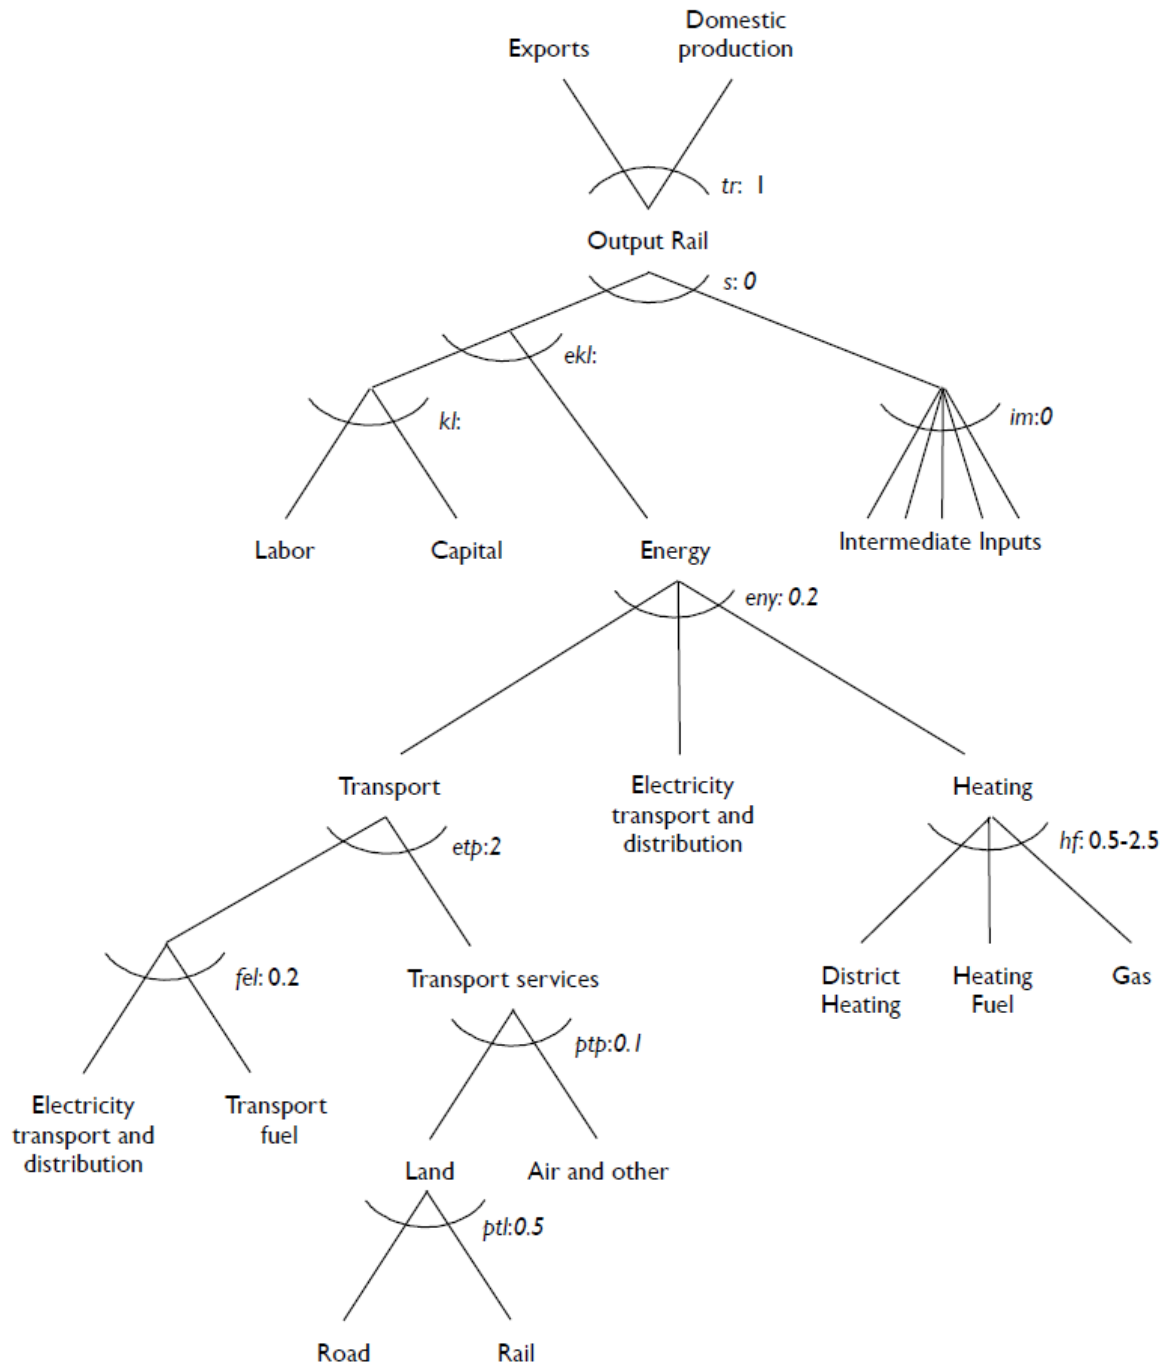 Exports
Domestic
production
tr: 1
Output Rail
s: 0
ekl:
kl:
im:0
Labor
Capital
Energy
Intermediate Inputs
eny: 0.2
Transport
Electricity
transport and
distribution
Heating
etp:2
hf: 0.5-2.5
fel: 0.2
Transport services
District
Heating
Heating
Fuel
Gas
ptp:0.1
Electricity
transport and
distribution
Transport
fuel
Land
Air and other
ptl:0.5
Road
Rail